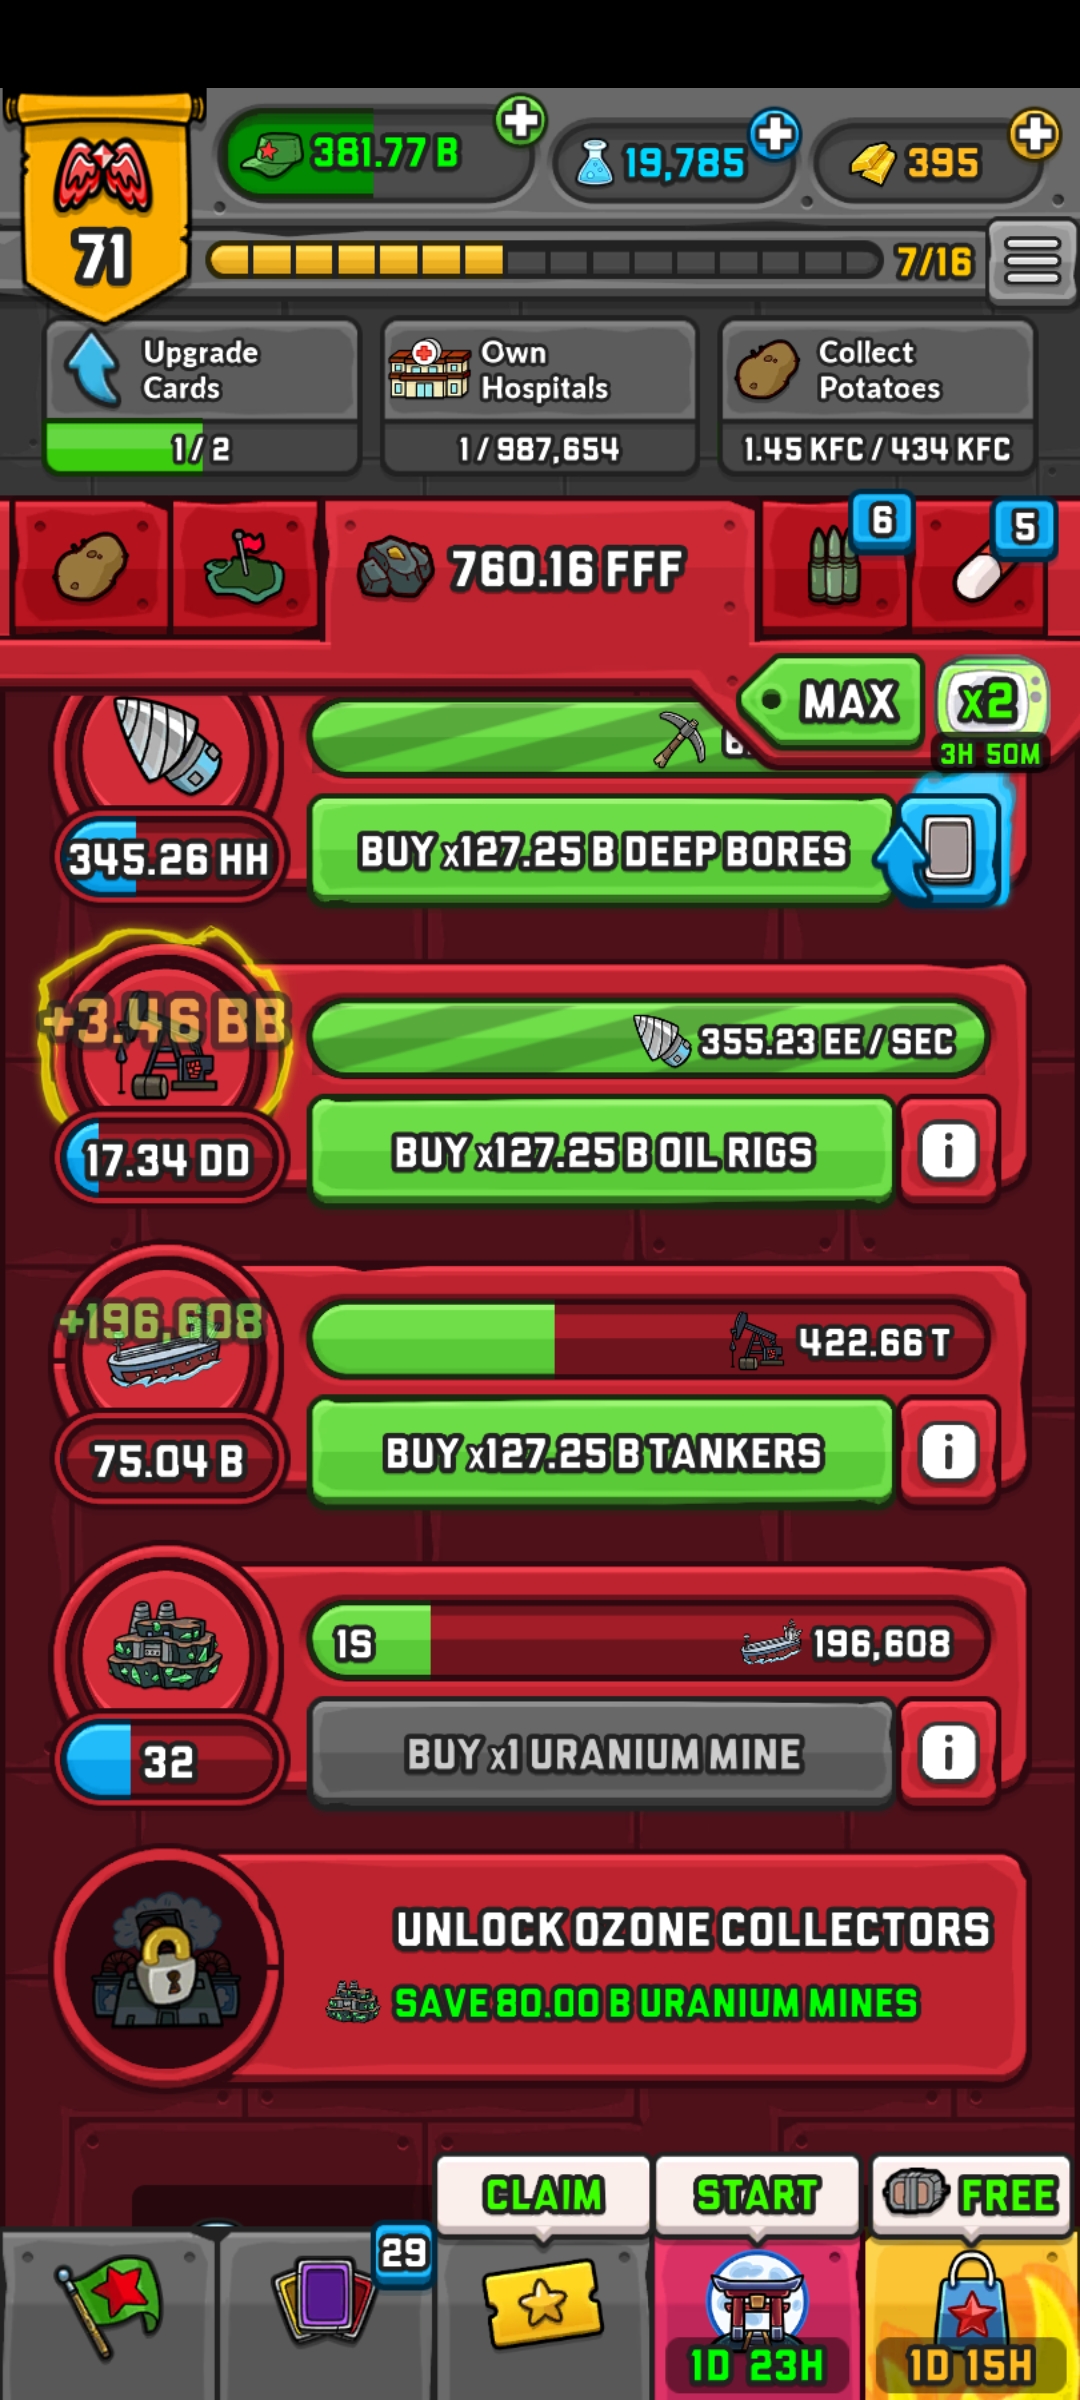 381.77 B
19,785
395
71
7/16
Upgrade
Cards
1/2
Own
Hospitals
1/987,654
Collect
Potatoes
1.45 KFC/434 KFC
760.16 FFF
6
5
MAX
x2
3H 50M
345.26 HH
BUY x127.25 B DEEP BORES
+3.46 BB
355.23 EE/SEC
17.34 DD
BUY x127.25 B OIL RIGS
i
+196,608
422.66 T
75.04 B
BUY x127.25 B TANKERS
i
1S
196,608
32
BUY x1 URANIUM MINE
i
UNLOCK OZONE COLLECTORS
SAVE 80.00 B URANIUM MINES
CLAIM
START
FREE
29
1D 23H
1D 15H